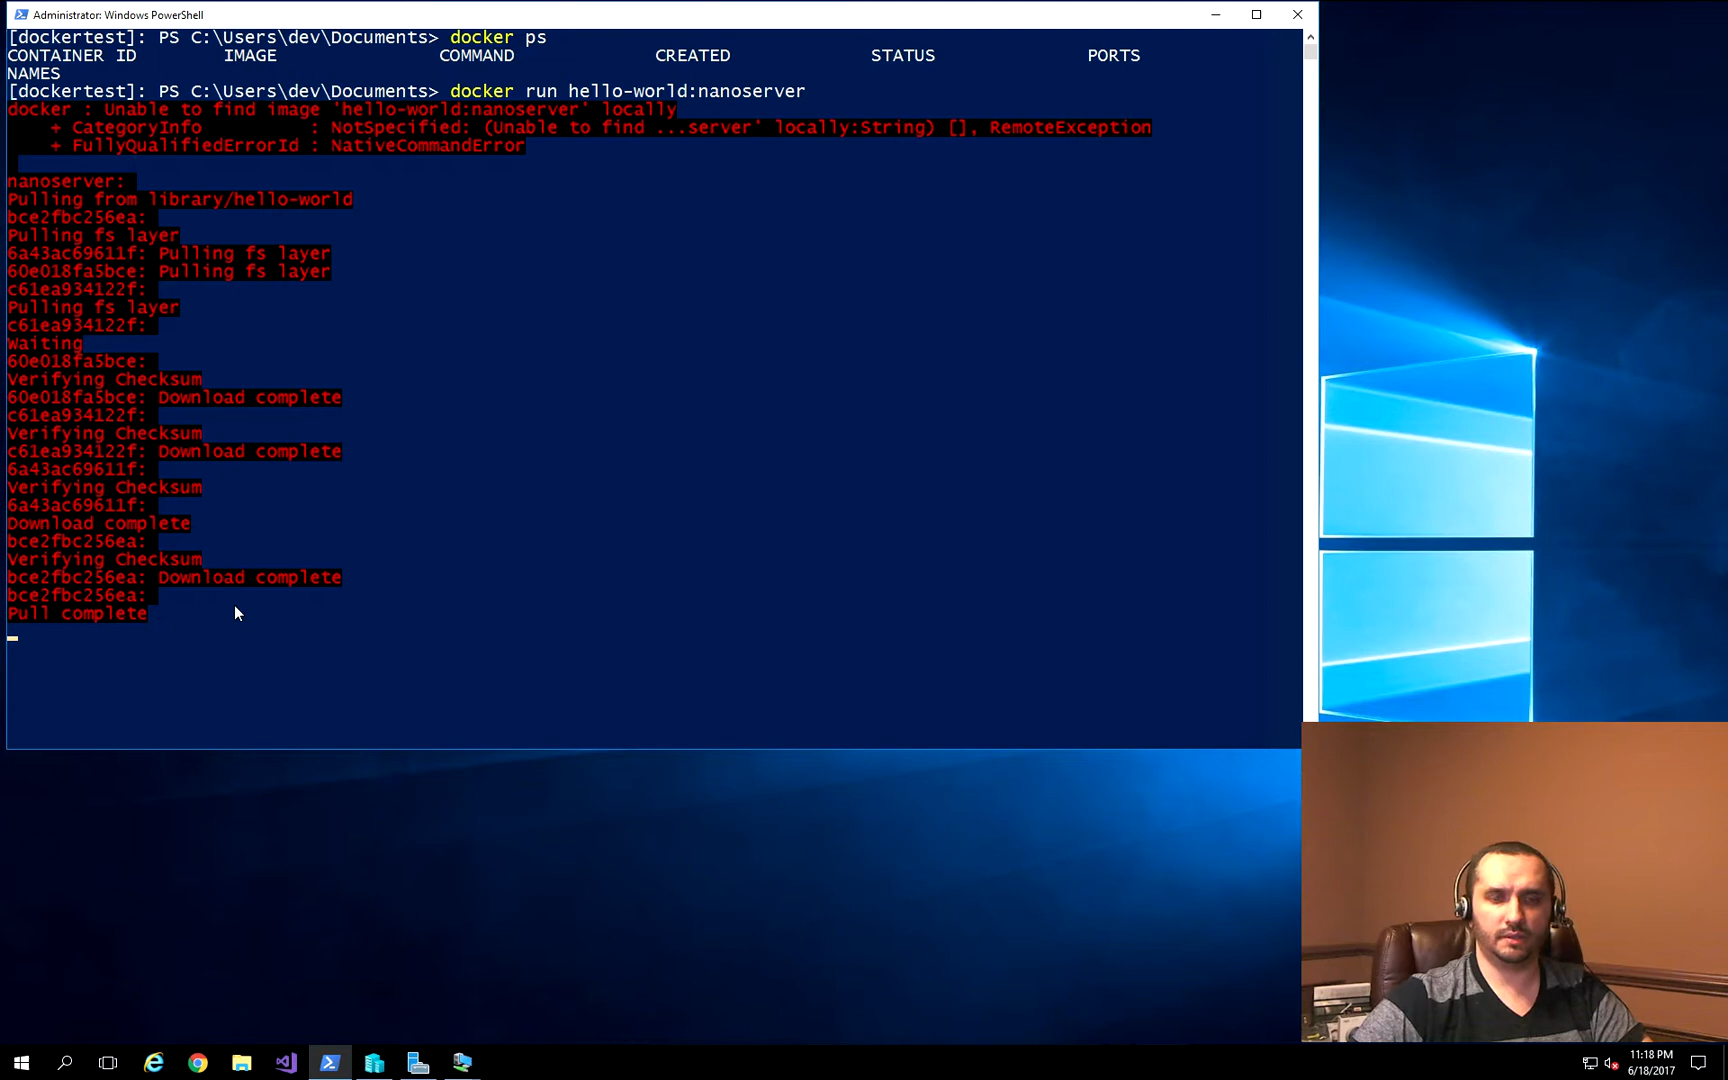 Administrator: Windows PowerShell
[dockertest]: PS C:\Users\dev\Documents> docker ps
CONTAINER ID IMAGE COMMAND CREATED STATUS PORTS
NAMES
[dockertest]: PS C:\Users\dev\Documents> docker run hello-world:nanoserver
docker : Unable to find image 'hello-world:nanoserver' locally
+ CategoryInfo : NotSpecified: (Unable to find ...server' locally:String) [], RemoteException
+ FullyQualifiedErrorId : NativeCommandError
nanoserver:
Pulling from library/hello-world
bce2fbc256ea:
Pulling fs layer
6a43ac69611f: Pulling fs layer
60e018fa5bce: Pulling fs layer
c61ea934122f:
Pulling fs layer
c61ea934122f:
Waiting
60e018fa5bce:
Verifying Checksum
60e018fa5bce: Download complete
c61ea934122f:
Verifying Checksum
c61ea934122f: Download complete
6a43ac69611f:
Verifying Checksum
6a43ac69611f:
Download complete
bce2fbc256ea:
Verifying Checksum
bce2fbc256ea: Download complete
bce2fbc256ea:
Pull complete
11:18 PM
6/18/2017